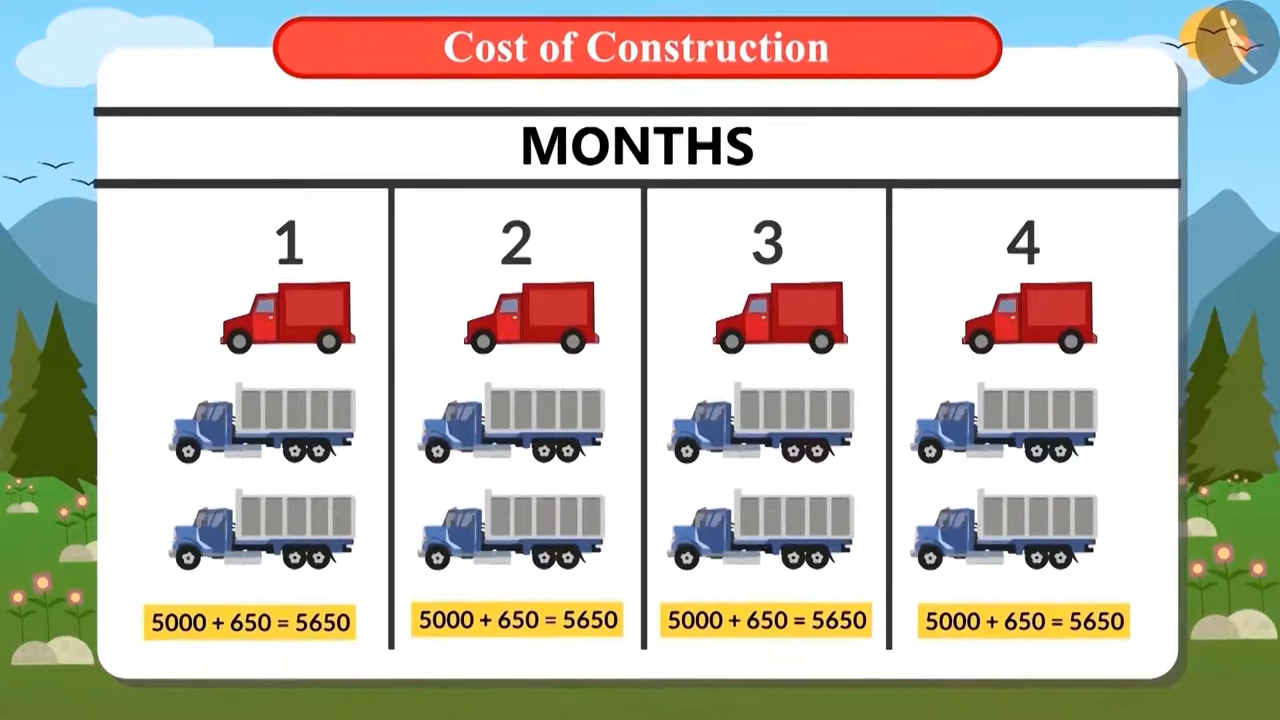 Cost of Construction
MONTHS
1 2 3 4
5000 + 650 = 5650 5000 + 650 = 5650 5000 + 650 = 5650 5000 + 650 = 5650